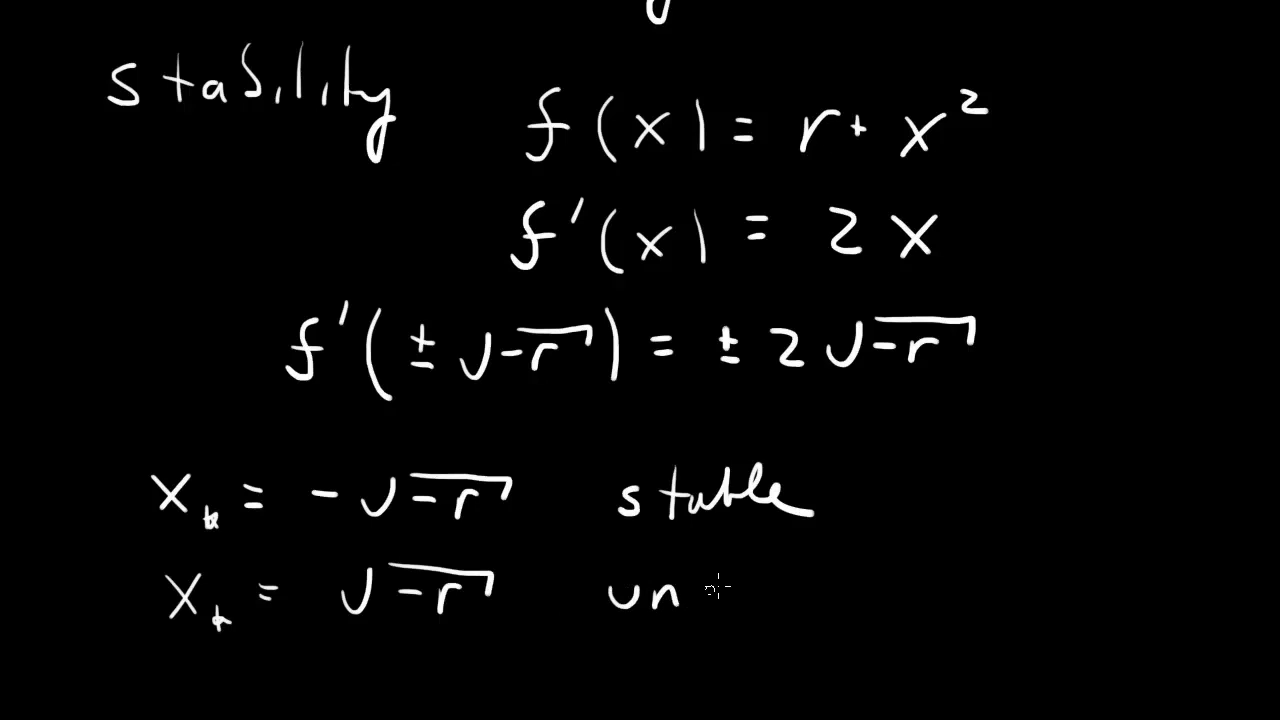 stability
f(x) = r + x²
f'(x) = 2x
f'(±√-r) = ±2√-r
x* = -√-r stable
x* = √-r un